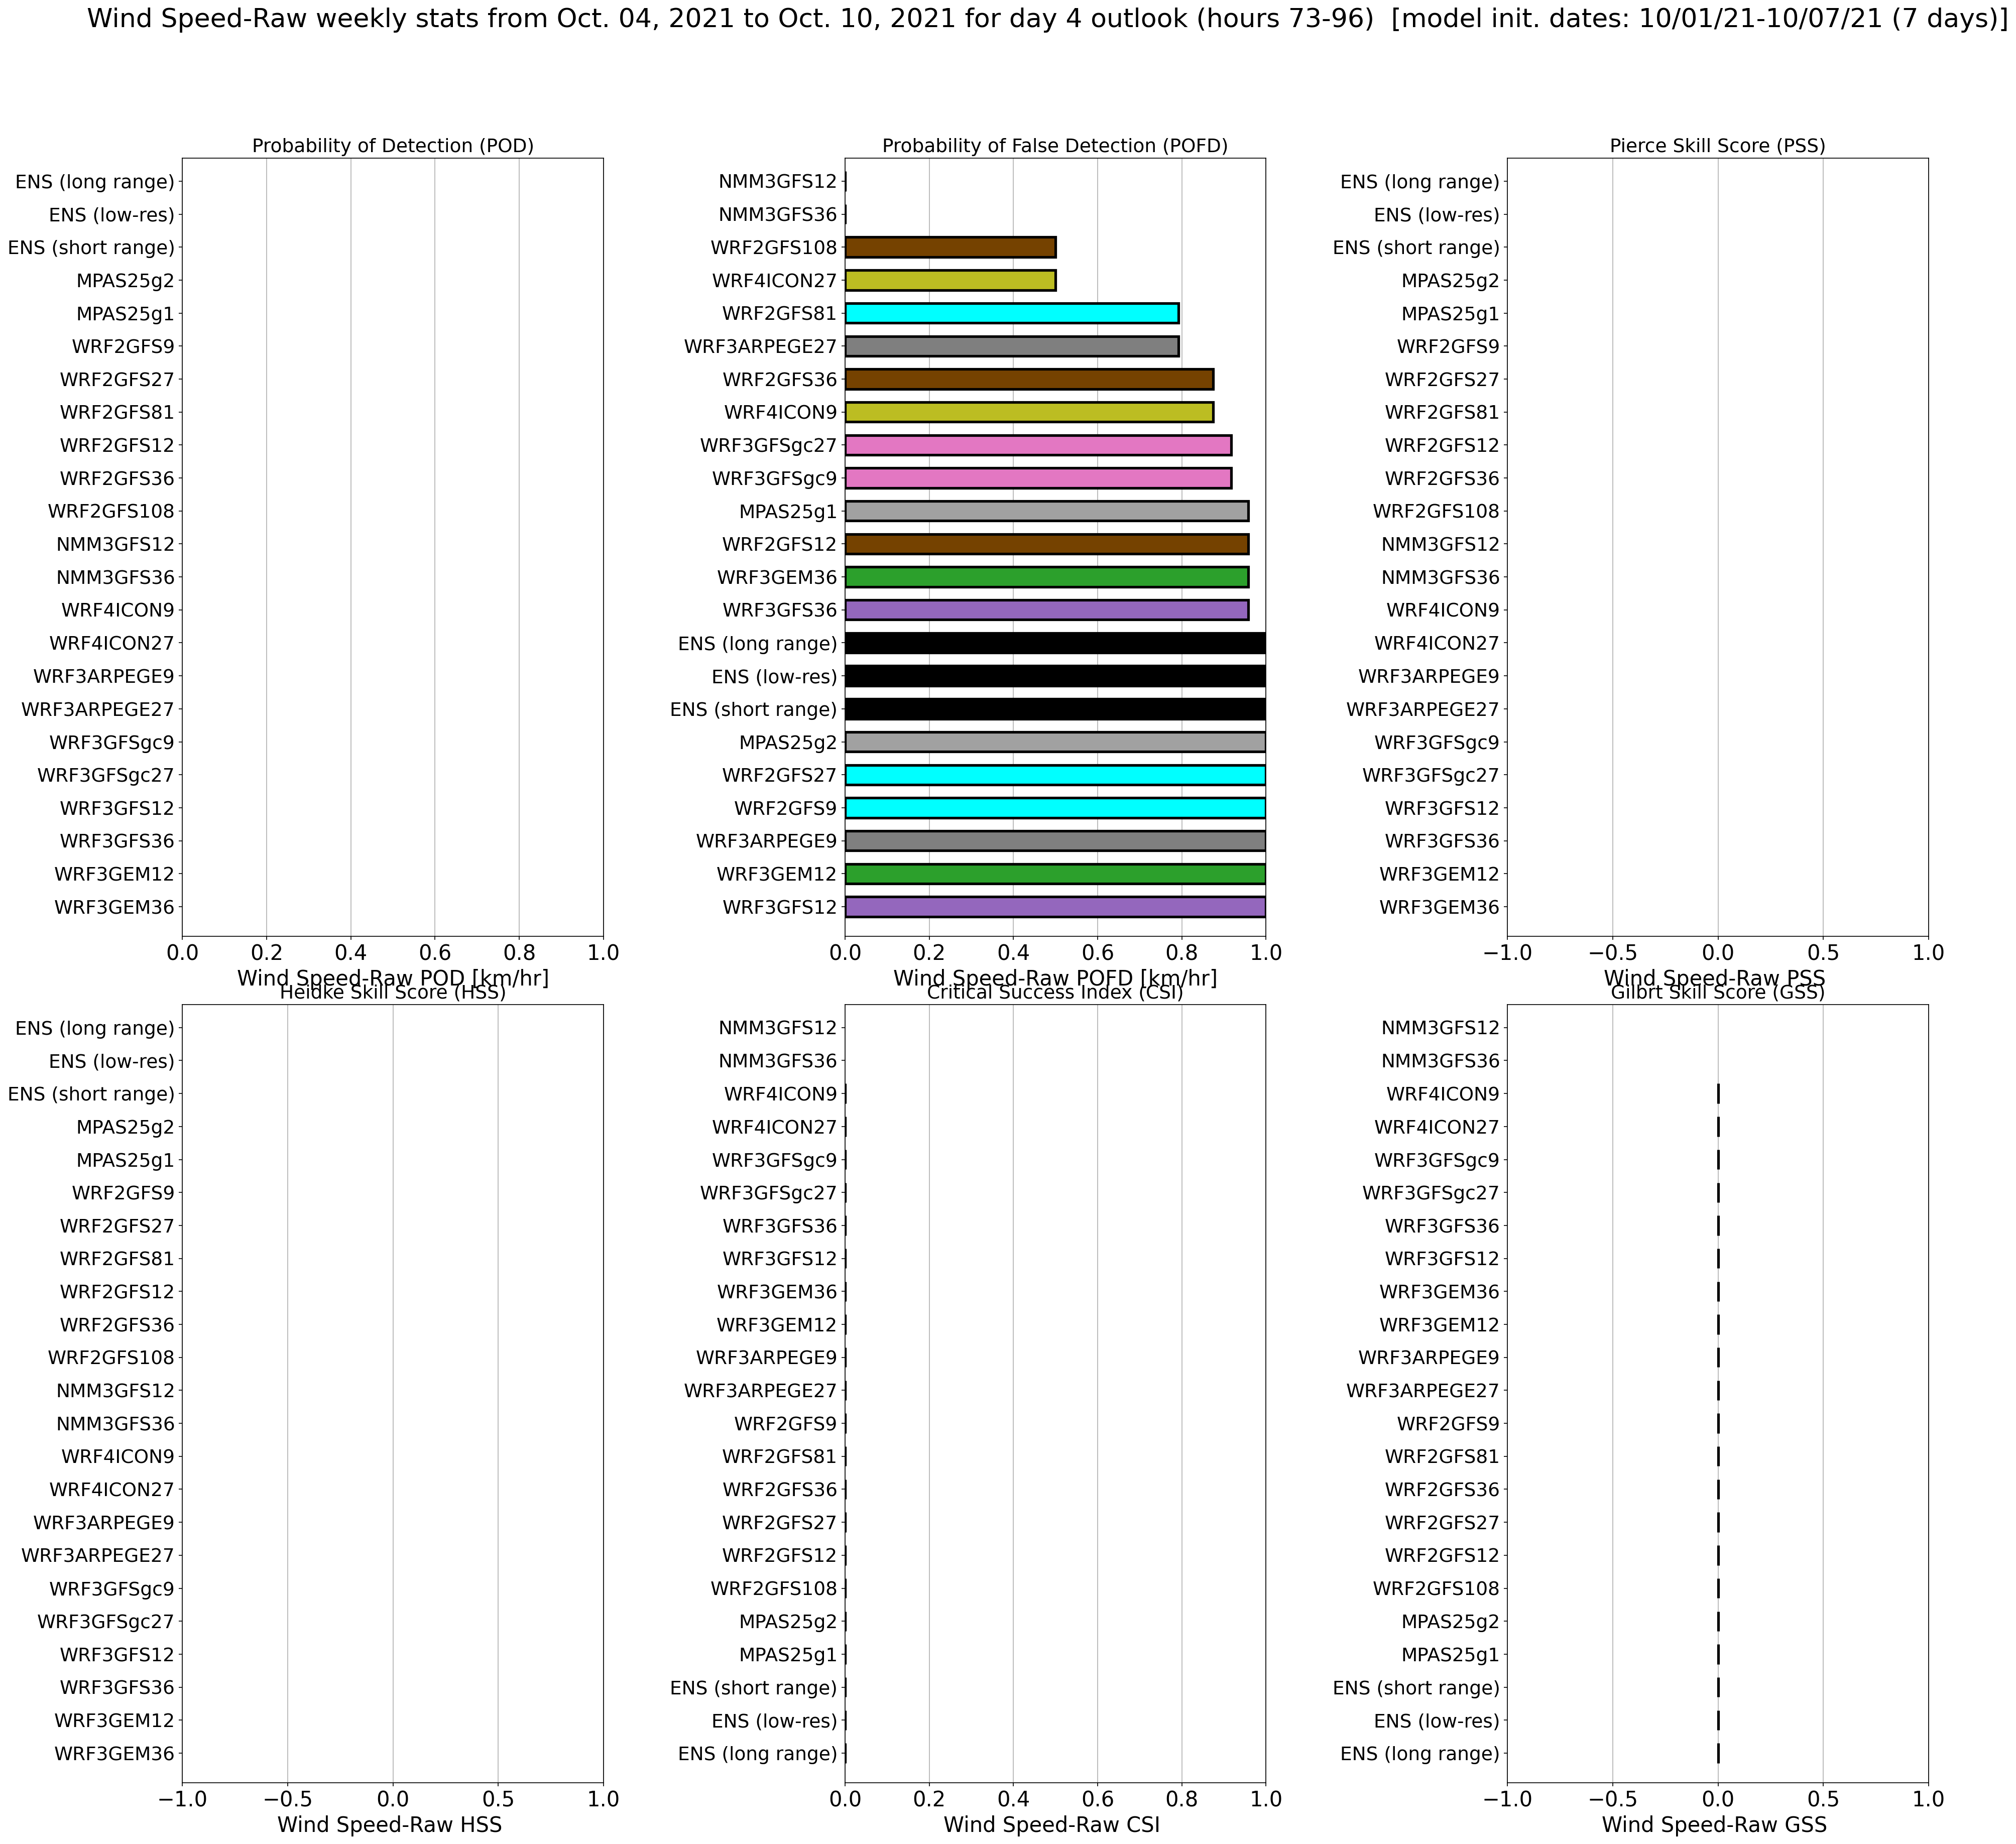 Wind Speed-Raw weekly stats from Oct. 04, 2021 to Oct. 10, 2021 for day 4 outlook (hours 73-96)  [model init. dates: 10/01/21-10/07/21 (7 days)]
Probability of Detection (POD)
ENS (long range)
ENS (low-res)
ENS (short range)
MPAS25g2
MPAS25g1
WRF2GFS9
WRF2GFS27
WRF2GFS81
WRF2GFS12
WRF2GFS36
WRF2GFS108
NMM3GFS12
NMM3GFS36
WRF4ICON9
WRF4ICON27
WRF3ARPEGE9
WRF3ARPEGE27
WRF3GFSgc9
WRF3GFSgc27
WRF3GFS12
WRF3GFS36
WRF3GEM12
WRF3GEM36
0.0 0.2 0.4 0.6 0.8 1.0
Wind Speed-Raw POD [km/hr]
Probability of False Detection (POFD)
NMM3GFS12
NMM3GFS36
WRF2GFS108
WRF4ICON27
WRF2GFS81
WRF3ARPEGE27
WRF2GFS36
WRF4ICON9
WRF3GFSgc27
WRF3GFSgc9
MPAS25g1
WRF2GFS12
WRF3GEM36
WRF3GFS36
ENS (long range)
ENS (low-res)
ENS (short range)
MPAS25g2
WRF2GFS27
WRF2GFS9
WRF3ARPEGE9
WRF3GEM12
WRF3GFS12
0.0 0.2 0.4 0.6 0.8 1.0
Wind Speed-Raw POFD [km/hr]
Pierce Skill Score (PSS)
ENS (long range)
ENS (low-res)
ENS (short range)
MPAS25g2
MPAS25g1
WRF2GFS9
WRF2GFS27
WRF2GFS81
WRF2GFS12
WRF2GFS36
WRF2GFS108
NMM3GFS12
NMM3GFS36
WRF4ICON9
WRF4ICON27
WRF3ARPEGE9
WRF3ARPEGE27
WRF3GFSgc9
WRF3GFSgc27
WRF3GFS12
WRF3GFS36
WRF3GEM12
WRF3GEM36
−1.0 −0.5 0.0 0.5 1.0
Wind Speed-Raw PSS
Heidke Skill Score (HSS)
ENS (long range)
ENS (low-res)
ENS (short range)
MPAS25g2
MPAS25g1
WRF2GFS9
WRF2GFS27
WRF2GFS81
WRF2GFS12
WRF2GFS36
WRF2GFS108
NMM3GFS12
NMM3GFS36
WRF4ICON9
WRF4ICON27
WRF3ARPEGE9
WRF3ARPEGE27
WRF3GFSgc9
WRF3GFSgc27
WRF3GFS12
WRF3GFS36
WRF3GEM12
WRF3GEM36
−1.0 −0.5 0.0 0.5 1.0
Wind Speed-Raw HSS
Critical Success Index (CSI)
NMM3GFS12
NMM3GFS36
WRF4ICON9
WRF4ICON27
WRF3GFSgc9
WRF3GFSgc27
WRF3GFS36
WRF3GFS12
WRF3GEM36
WRF3GEM12
WRF3ARPEGE9
WRF3ARPEGE27
WRF2GFS9
WRF2GFS81
WRF2GFS36
WRF2GFS27
WRF2GFS12
WRF2GFS108
MPAS25g2
MPAS25g1
ENS (short range)
ENS (low-res)
ENS (long range)
0.0 0.2 0.4 0.6 0.8 1.0
Wind Speed-Raw CSI
Gilbrt Skill Score (GSS)
NMM3GFS12
NMM3GFS36
WRF4ICON9
WRF4ICON27
WRF3GFSgc9
WRF3GFSgc27
WRF3GFS36
WRF3GFS12
WRF3GEM36
WRF3GEM12
WRF3ARPEGE9
WRF3ARPEGE27
WRF2GFS9
WRF2GFS81
WRF2GFS36
WRF2GFS27
WRF2GFS12
WRF2GFS108
MPAS25g2
MPAS25g1
ENS (short range)
ENS (low-res)
ENS (long range)
−1.0 −0.5 0.0 0.5 1.0
Wind Speed-Raw GSS